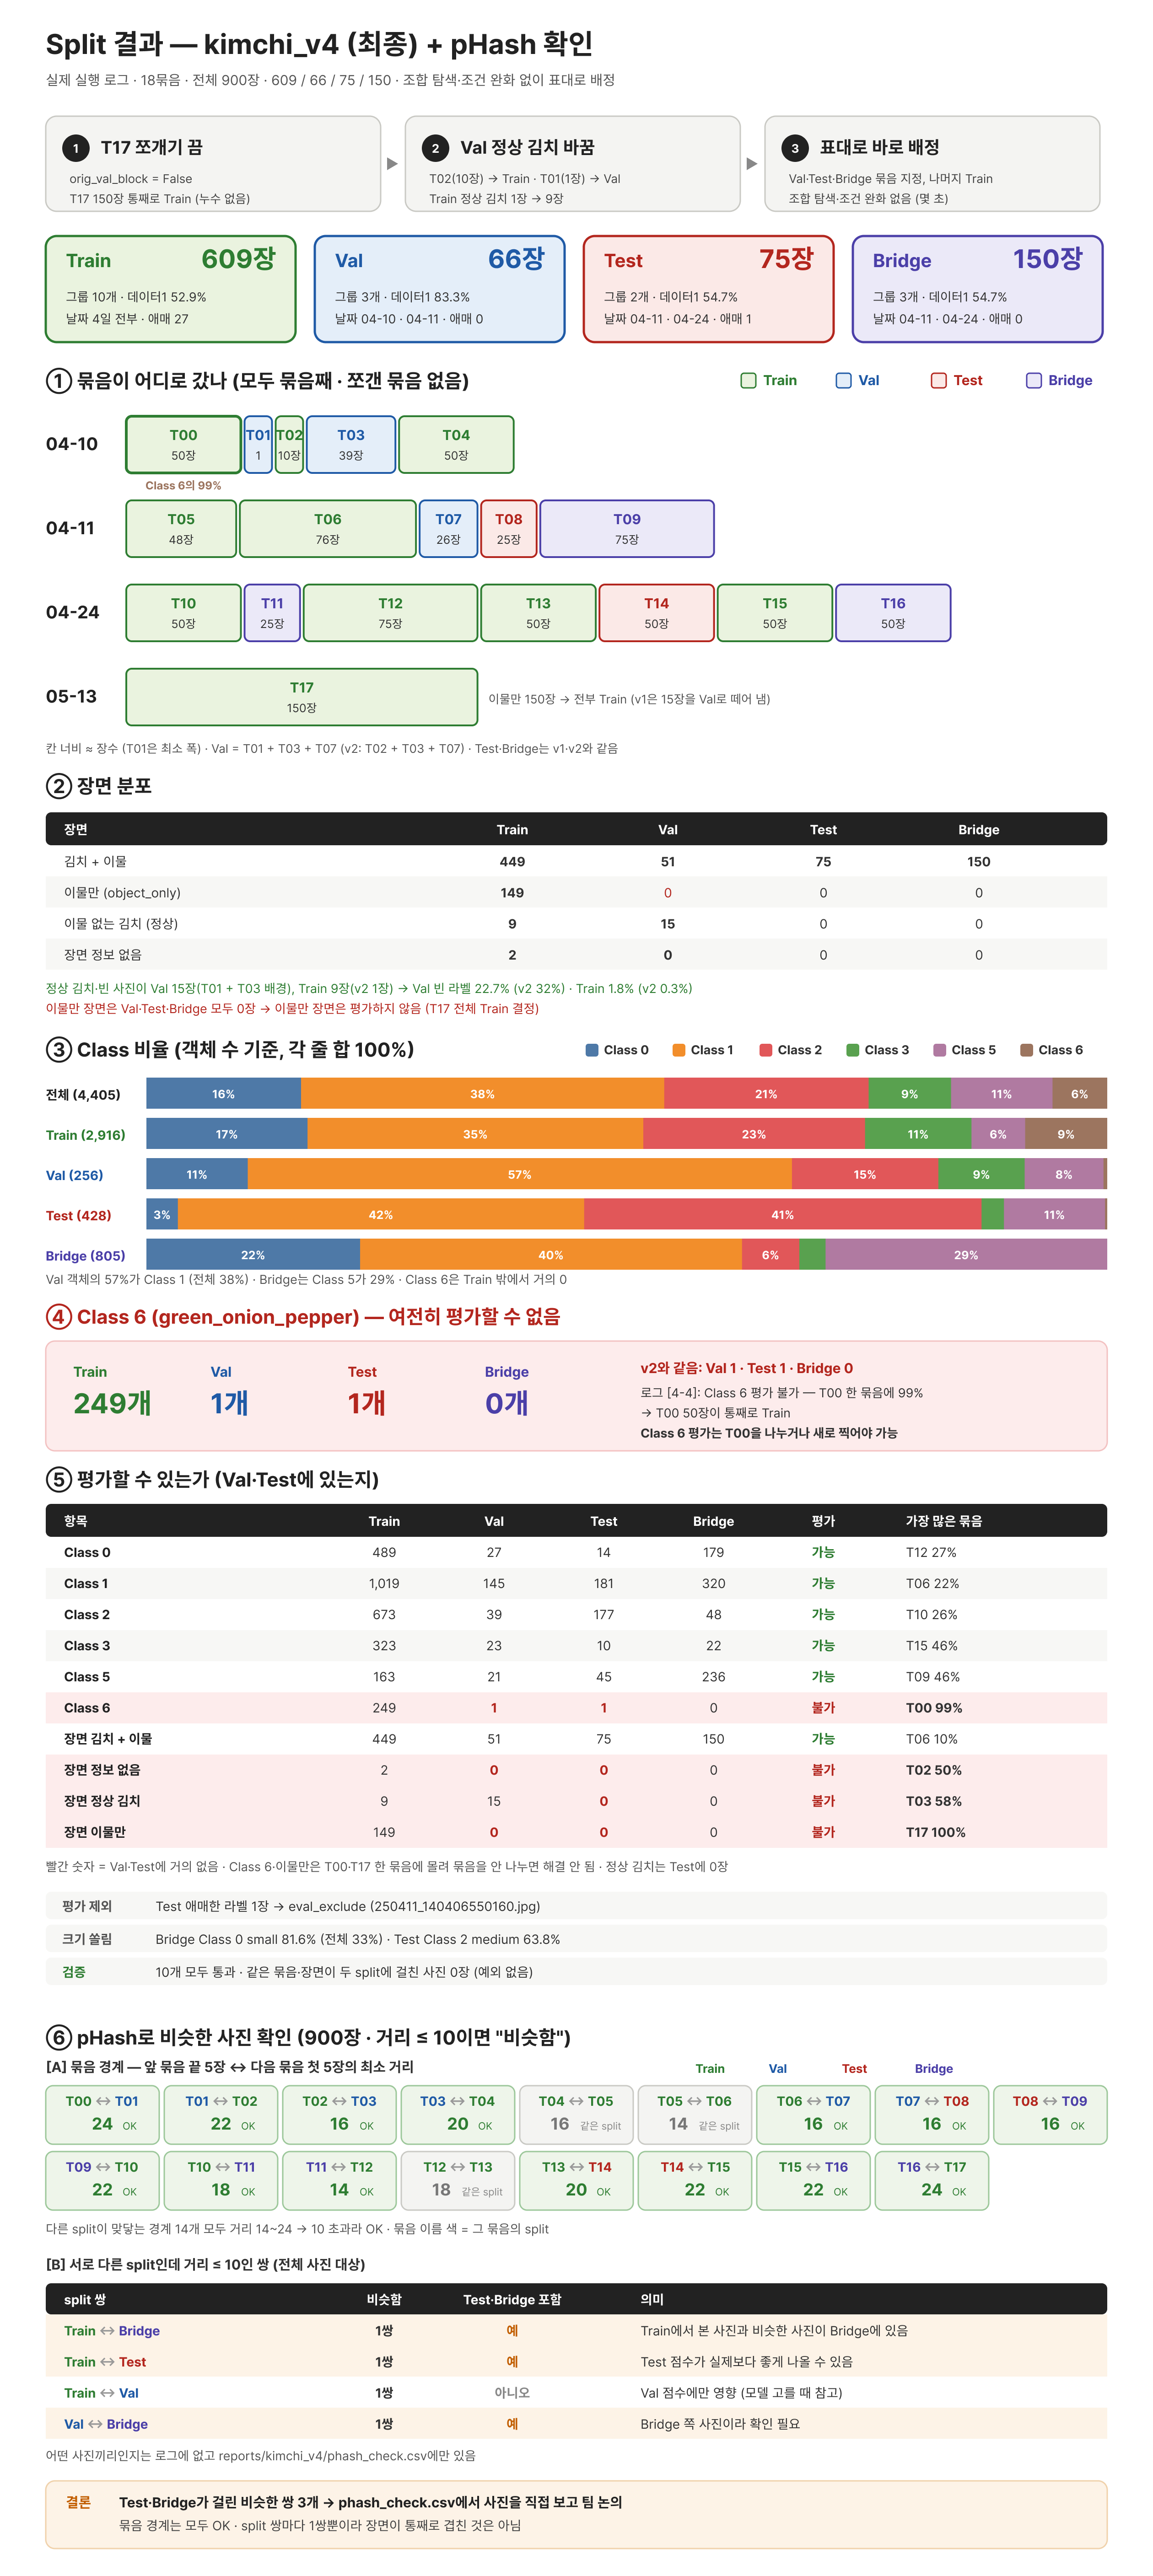 Split 결과 — kimchi_v4 (최종) + pHash 확인
실제 실행 로그 · 18묶음 · 전체 900장 · 609 / 66 / 75 / 150 · 조합 탐색·조건 완화 없이 표대로 배정
1 T17 쪼개기 끔
orig_val_block = False
T17 150장 통째로 Train (누수 없음)
▶
2 Val 정상 김치 바꿈
T02(10장) → Train · T01(1장) → Val
Train 정상 김치 1장 → 9장
▶
3 표대로 바로 배정
Val·Test·Bridge 묶음 지정, 나머지 Train
조합 탐색·조건 완화 없음 (몇 초)
Train 609장
그룹 10개 · 데이터1 52.9%
날짜 4일 전부 · 애매 27
Val 66장
그룹 3개 · 데이터1 83.3%
날짜 04-10 · 04-11 · 애매 0
Test 75장
그룹 2개 · 데이터1 54.7%
날짜 04-11 · 04-24 · 애매 1
Bridge 150장
그룹 3개 · 데이터1 54.7%
날짜 04-11 · 04-24 · 애매 0
① 묶음이 어디로 갔나 (모두 묶음째 · 쪼갠 묶음 없음)
Train Val Test Bridge
04-10
T00 T01 T02 T03 T04
50장 1 10장 39장 50장
Class 6의 99%
04-11
T05 T06 T07 T08 T09
48장 76장 26장 25장 75장
04-24
T10 T11 T12 T13 T14 T15 T16
50장 25장 75장 50장 50장 50장 50장
05-13
T17
150장
이물만 150장 → 전부 Train (v1은 15장을 Val로 떼어 냄)
칸 너비 ≈ 장수 (T01은 최소 폭) · Val = T01 + T03 + T07 (v2: T02 + T03 + T07) · Test·Bridge는 v1·v2와 같음
② 장면 분포
장면 Train Val Test Bridge
김치 + 이물 449 51 75 150
이물만 (object_only) 149 0 0 0
이물 없는 김치 (정상) 9 15 0 0
장면 정보 없음 2 0 0 0
정상 김치·빈 사진이 Val 15장(T01 + T03 배경), Train 9장(v2 1장) → Val 빈 라벨 22.7% (v2 32%) · Train 1.8% (v2 0.3%)
이물만 장면은 Val·Test·Bridge 모두 0장 → 이물만 장면은 평가하지 않음 (T17 전체 Train 결정)
③ Class 비율 (객체 수 기준, 각 줄 합 100%)
Class 0 Class 1 Class 2 Class 3 Class 5 Class 6
전체 (4,405) 16% 38% 21% 9% 11% 6%
Train (2,916) 17% 35% 23% 11% 6% 9%
Val (256) 11% 57% 15% 9% 8%
Test (428) 3% 42% 41% 11%
Bridge (805) 22% 40% 6% 29%
Val 객체의 57%가 Class 1 (전체 38%) · Bridge는 Class 5가 29% · Class 6은 Train 밖에서 거의 0
④ Class 6 (green_onion_pepper) — 여전히 평가할 수 없음
Train Val Test Bridge
249개 1개 1개 0개
v2와 같음: Val 1 · Test 1 · Bridge 0
로그 [4-4]: Class 6 평가 불가 — T00 한 묶음에 99%
→ T00 50장이 통째로 Train
Class 6 평가는 T00을 나누거나 새로 찍어야 가능
⑤ 평가할 수 있는가 (Val·Test에 있는지)
항목 Train Val Test Bridge 평가 가장 많은 묶음
Class 0 489 27 14 179 가능 T12 27%
Class 1 1,019 145 181 320 가능 T06 22%
Class 2 673 39 177 48 가능 T10 26%
Class 3 323 23 10 22 가능 T15 46%
Class 5 163 21 45 236 가능 T09 46%
Class 6 249 1 1 0 불가 T00 99%
장면 김치 + 이물 449 51 75 150 가능 T06 10%
장면 정보 없음 2 0 0 0 불가 T02 50%
장면 정상 김치 9 15 0 0 불가 T03 58%
장면 이물만 149 0 0 0 불가 T17 100%
빨간 숫자 = Val·Test에 거의 없음 · Class 6·이물만은 T00·T17 한 묶음에 몰려 묶음을 안 나누면 해결 안 됨 · 정상 김치는 Test에 0장
평가 제외 Test 애매한 라벨 1장 → eval_exclude (250411_140406550160.jpg)
크기 쏠림 Bridge Class 0 small 81.6% (전체 33%) · Test Class 2 medium 63.8%
검증 10개 모두 통과 · 같은 묶음·장면이 두 split에 걸친 사진 0장 (예외 없음)
⑥ pHash로 비슷한 사진 확인 (900장 · 거리 ≤ 10이면 "비슷함")
[A] 묶음 경계 — 앞 묶음 끝 5장 ↔ 다음 묶음 첫 5장의 최소 거리
Train Val Test Bridge
T00 ↔ T01 T01 ↔ T02 T02 ↔ T03 T03 ↔ T04 T04 ↔ T05 T05 ↔ T06 T06 ↔ T07 T07 ↔ T08 T08 ↔ T09
24 OK 22 OK 16 OK 20 OK 16 같은 split 14 같은 split 16 OK 16 OK 16 OK
T09 ↔ T10 T10 ↔ T11 T11 ↔ T12 T12 ↔ T13 T13 ↔ T14 T14 ↔ T15 T15 ↔ T16 T16 ↔ T17
22 OK 18 OK 14 OK 18 같은 split 20 OK 22 OK 22 OK 24 OK
다른 split이 맞닿는 경계 14개 모두 거리 14~24 → 10 초과라 OK · 묶음 이름 색 = 그 묶음의 split
[B] 서로 다른 split인데 거리 ≤ 10인 쌍 (전체 사진 대상)
split 쌍 비슷함 Test·Bridge 포함 의미
Train ↔ Bridge 1쌍 예 Train에서 본 사진과 비슷한 사진이 Bridge에 있음
Train ↔ Test 1쌍 예 Test 점수가 실제보다 좋게 나올 수 있음
Train ↔ Val 1쌍 아니오 Val 점수에만 영향 (모델 고를 때 참고)
Val ↔ Bridge 1쌍 예 Bridge 쪽 사진이라 확인 필요
어떤 사진끼리인지는 로그에 없고 reports/kimchi_v4/phash_check.csv에만 있음
결론 Test·Bridge가 걸린 비슷한 쌍 3개 → phash_check.csv에서 사진을 직접 보고 팀 논의
묶음 경계는 모두 OK · split 쌍마다 1쌍뿐이라 장면이 통째로 겹친 것은 아님